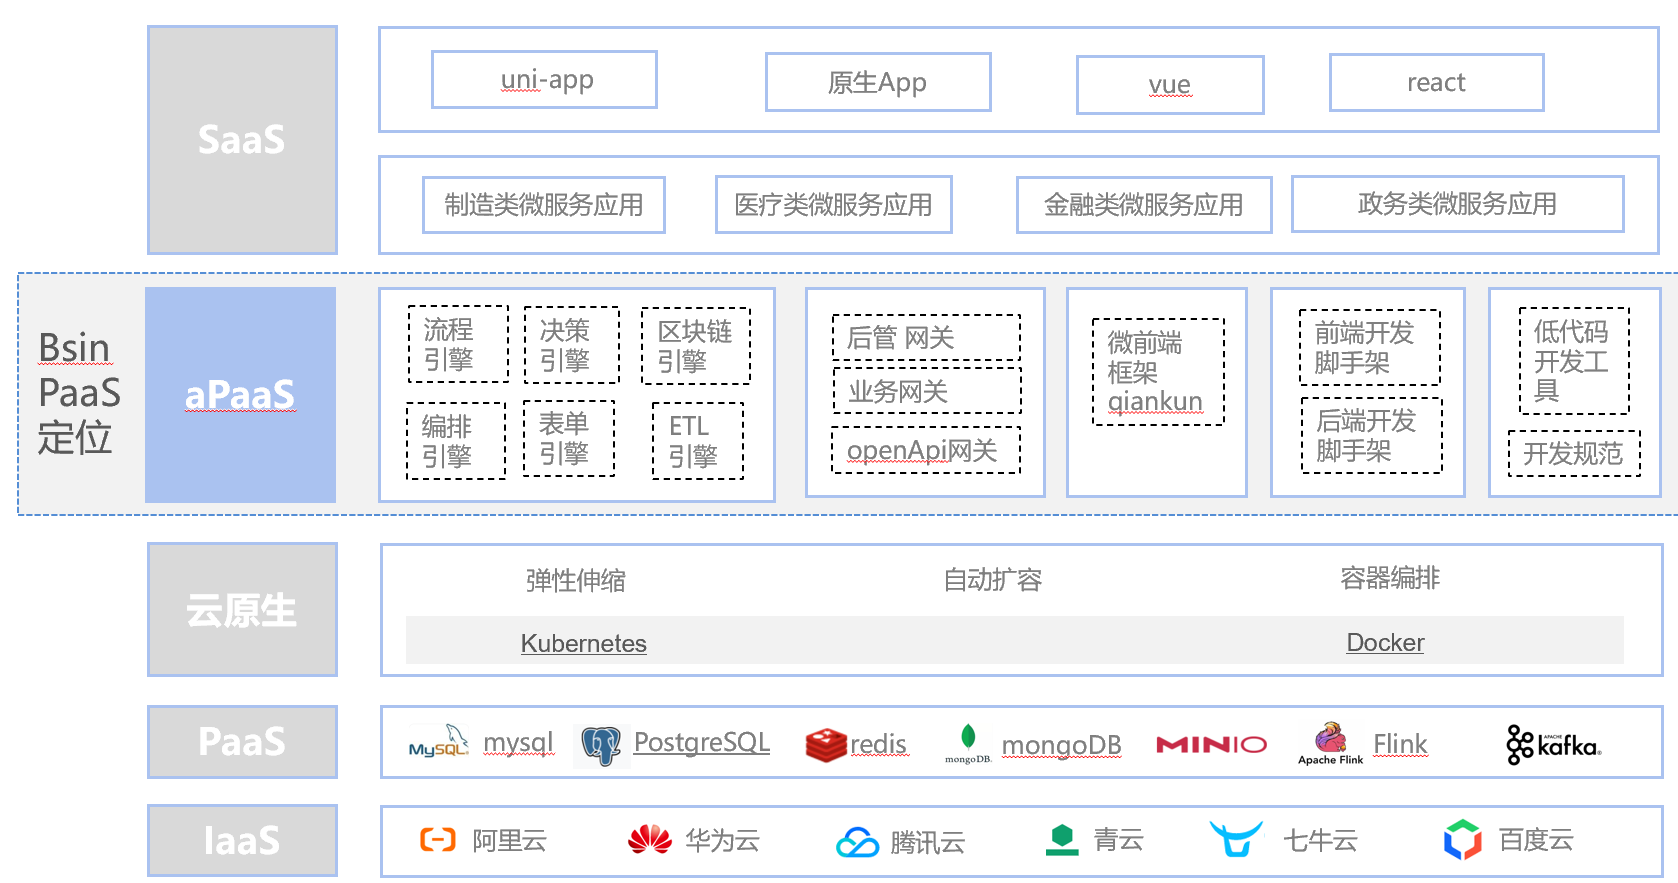 SaaS
uni-app
原生App
vue
react
制造类微服务应用
医疗类微服务应用
金融类微服务应用
政务类微服务应用
Bsin
PaaS
定位
aPaaS
流程
引擎
决策
引擎
区块链
引擎
编排
引擎
表单
引擎
ETL
引擎
后管 网关
业务网关
openApi网关
微前端
框架
qiankun
前端开发
脚手架
后端开发
脚手架
低代码
开发工
具
开发规范
云原生
弹性伸缩
自动扩容
容器编排
Kubernetes
Docker
PaaS
MySQL
mysql
PostgreSQL
redis
mongoDB.
mongoDB
MINIO
Apache Flink
Flink
APACHE
kafka
IaaS
阿里云
华为云
腾讯云
青云
七牛云
百度云